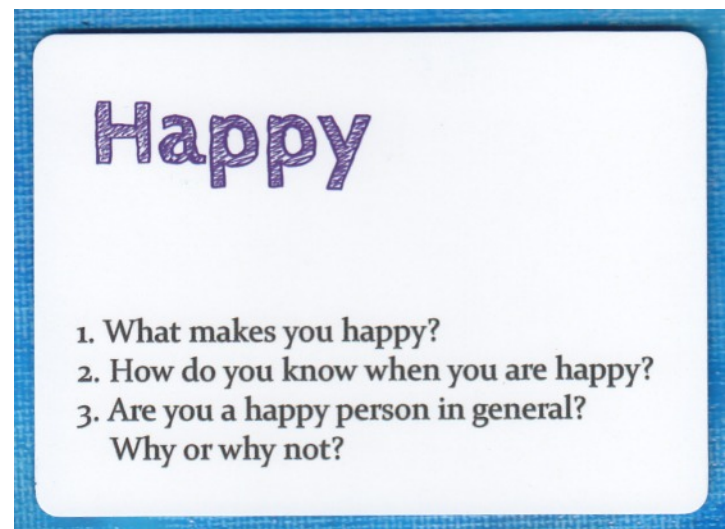 Happy
1. What makes you happy?
2. How do you know when you are happy?
3. Are you a happy person in general?
Why or why not?